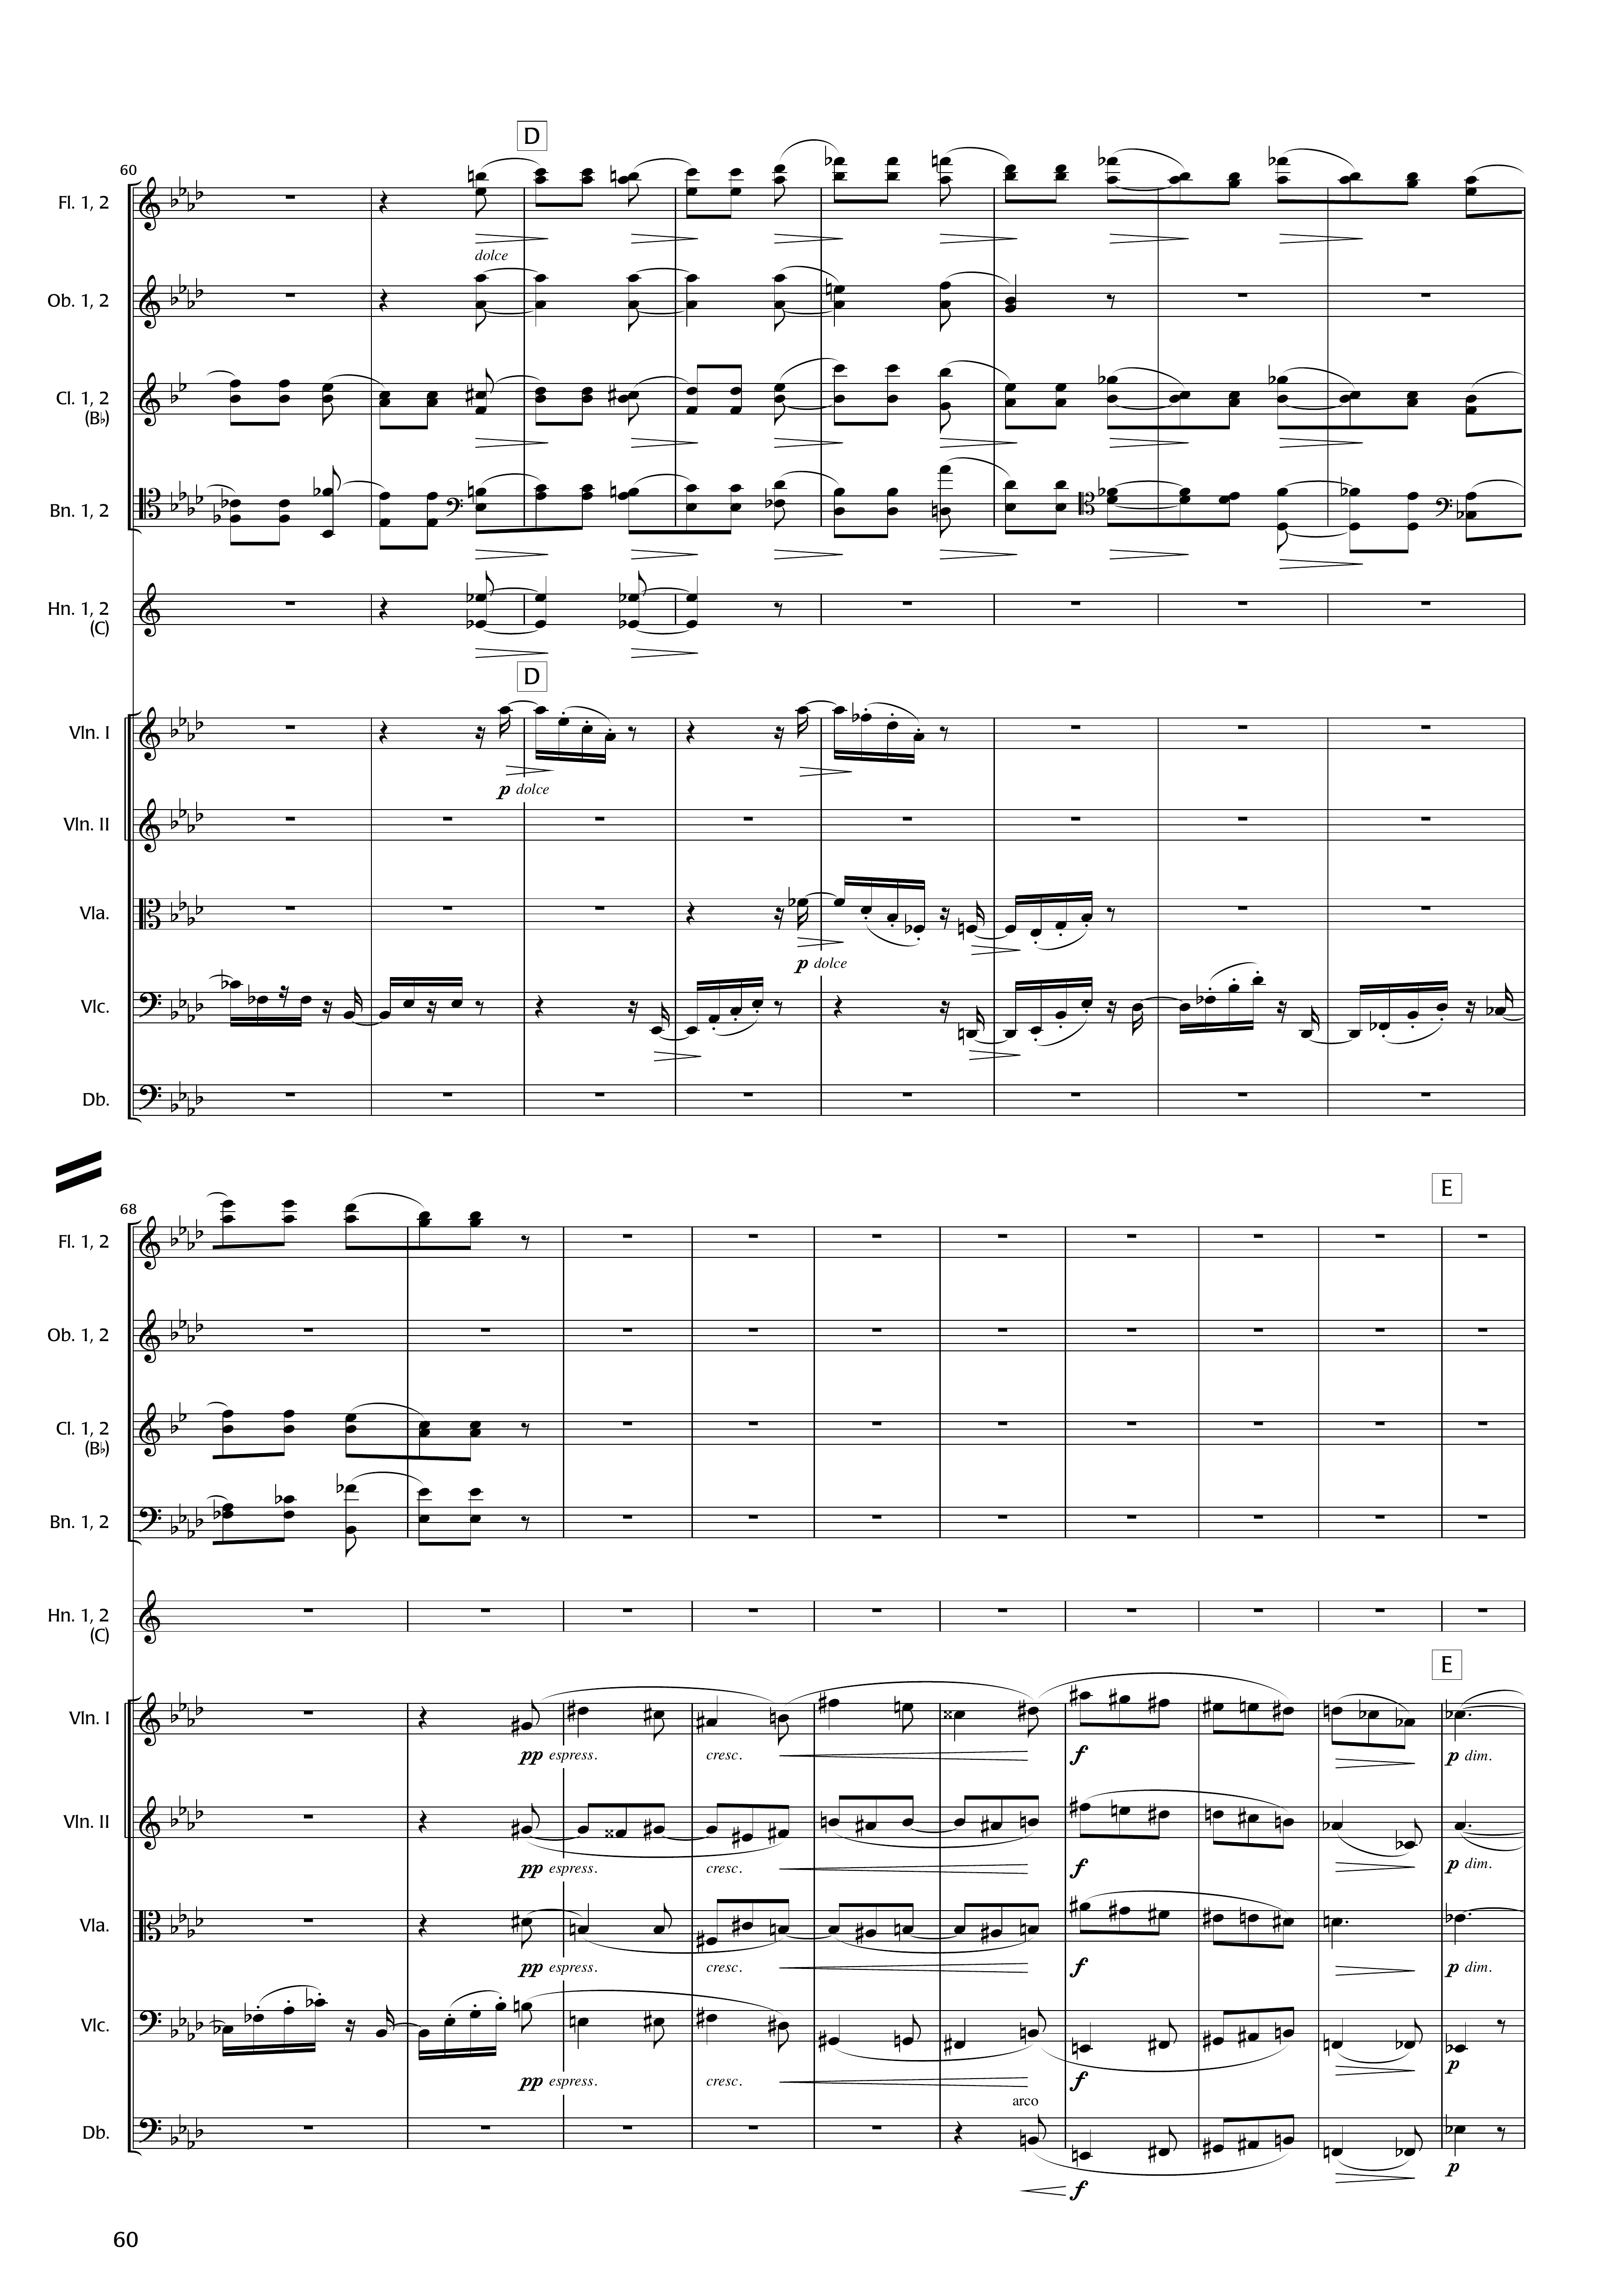 D
60
Fl. 1, 2
dolce
Ob. 1, 2
Cl. 1, 2
(B♭)
Bn. 1, 2
Hn. 1, 2
(C)
D
Vln. I
p dolce
Vln. II
Vla.
p dolce
Vlc.
Db.
E
68
Fl. 1, 2
Ob. 1, 2
Cl. 1, 2
(B♭)
Bn. 1, 2
Hn. 1, 2
(C)
E
Vln. I
pp espress. cresc. f p dim.
Vln. II
pp espress. cresc. f p dim.
Vla.
pp espress. cresc. f p dim.
Vlc.
pp espress. cresc. f p
arco
Db.
f p
60